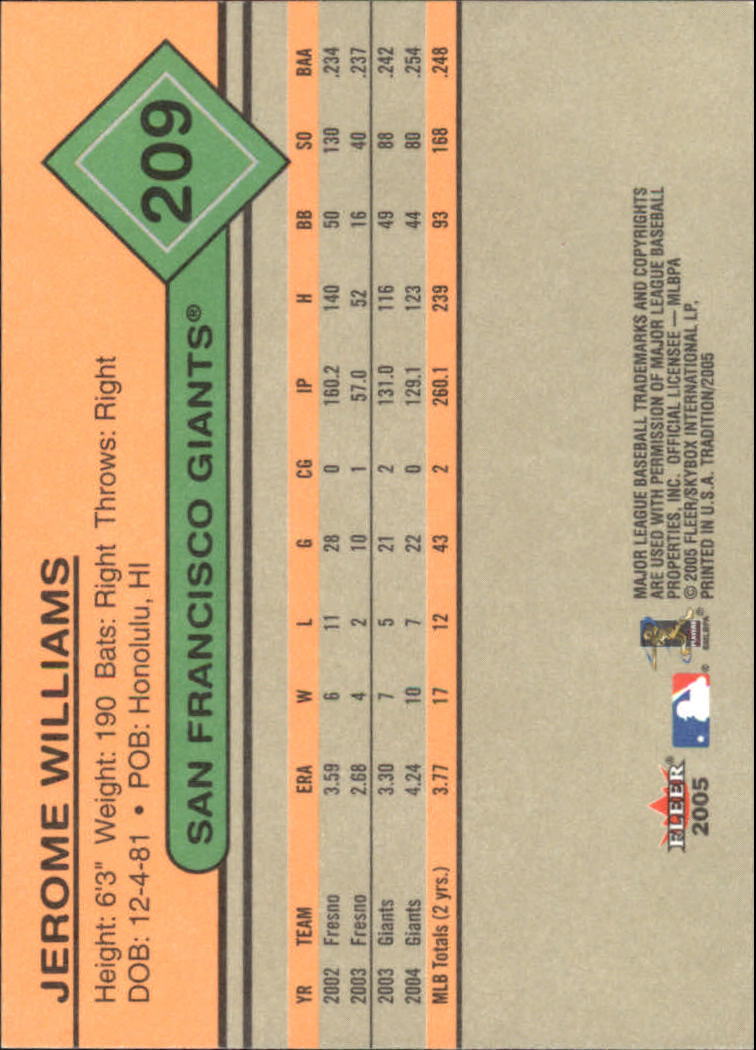 JEROME WILLIAMS
Height: 6'3" Weight: 190 Bats: Right Throws: Right
DOB: 12-4-81 • POB: Honolulu, HI
209
SAN FRANCISCO GIANTS®
YR TEAM ERA W L G CG IP H BB SO BAA
2002 Fresno 3.59 6 11 28 0 160.2 140 50 130 .234
2003 Fresno 2.68 4 2 10 1 57.0 52 16 40 .237
2003 Giants 3.30 7 5 21 2 131.0 116 49 88 .242
2004 Giants 4.24 10 7 22 0 129.1 123 44 80 .254
MLB Totals (2 yrs.) 3.77 17 12 43 2 260.1 239 93 168 .248
FLEER®
2005
®
PLAYERS
®MLBPA
®
MAJOR LEAGUE BASEBALL TRADEMARKS AND COPYRIGHTS
ARE USED WITH PERMISSION OF MAJOR LEAGUE BASEBALL
PROPERTIES, INC. OFFICIAL LICENSEE — MLBPA
© 2005 FLEER/SKYBOX INTERNATIONAL LP.
PRINTED IN U.S.A. TRADITION/2005